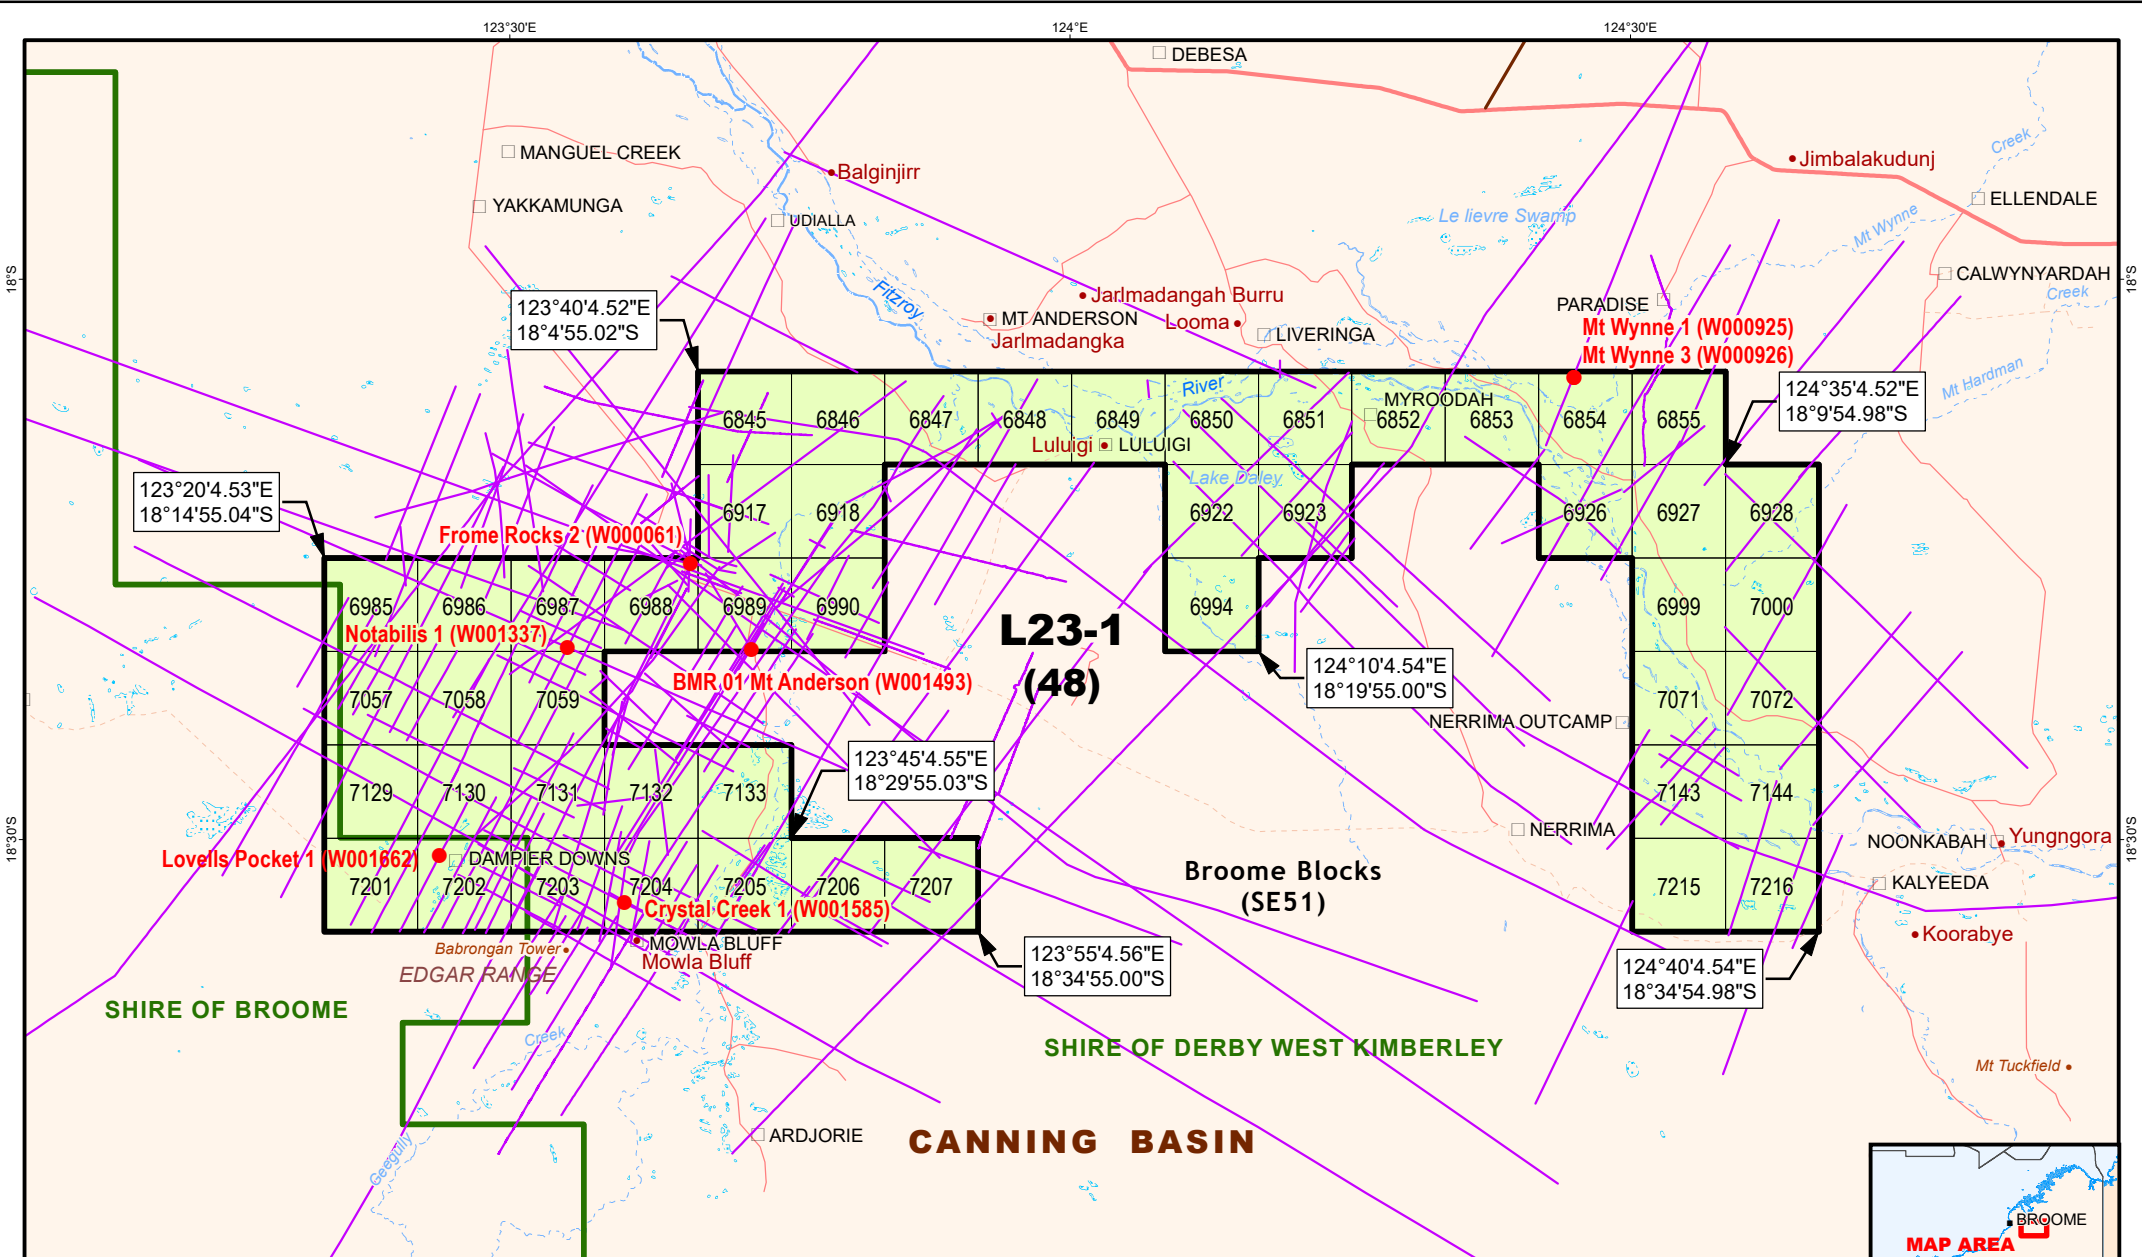 123°30'E
124°E
124°30'E
DEBESA
MANGUEL CREEK
Balginjirr
Jimbalakudunj
Creek
YAKKAMUNGA
UDIALLA
Le lievre Swamp
Mt Wynne
ELLENDALE
18°S
18°S
Fitzroy
CALWYNYARDAH
Creek
123°40'4.52"E
18°4'55.02"S
Jarlmadangah Burru
MT ANDERSON
Looma
Jarlmadangka
LIVERINGA
PARADISE
Mt Wynne 1 (W000925)
Mt Wynne 3 (W000926)
Mt Hardman
River
MYROODAH
124°35'4.52"E
18°9'54.98"S
6845
6846
6847
6848
6849
6850
6851
6852
6853
6854
6855
Luluigi
LULUIGI
Lake Daley
123°20'4.53"E
18°14'55.04"S
6917
6918
6922
6923
6926
6927
6928
Frome Rocks 2 (W000061)
6985
6986
6987
6988
6989
6990
6994
6999
7000
Notabilis 1 (W001337)
L23-1
(48)
BMR 01 Mt Anderson (W001493)
124°10'4.54"E
18°19'55.00"S
7057
7058
7059
7071
7072
NERRIMA OUTCAMP
123°45'4.55"E
18°29'55.03"S
7129
7130
7131
7132
7133
7143
7144
NERRIMA
NOONKABAH
Yungngora
18°30'S
18°30'S
Lovells Pocket 1 (W001662)
DAMPIER DOWNS
7201
7202
7203
7204
7205
7206
7207
7215
7216
KALYEEDA
Broome Blocks
(SE51)
Crystal Creek 1 (W001585)
MOWLA BLUFF
Mowla Bluff
Babrongan Tower
EDGAR RANGE
Koorabye
123°55'4.56"E
18°34'55.00"S
124°40'4.54"E
18°34'54.98"S
SHIRE OF BROOME
Creek
SHIRE OF DERBY WEST KIMBERLEY
Mt Tuckfield
Geegully
ARDJORIE
CANNING BASIN
BROOME
MAP AREA